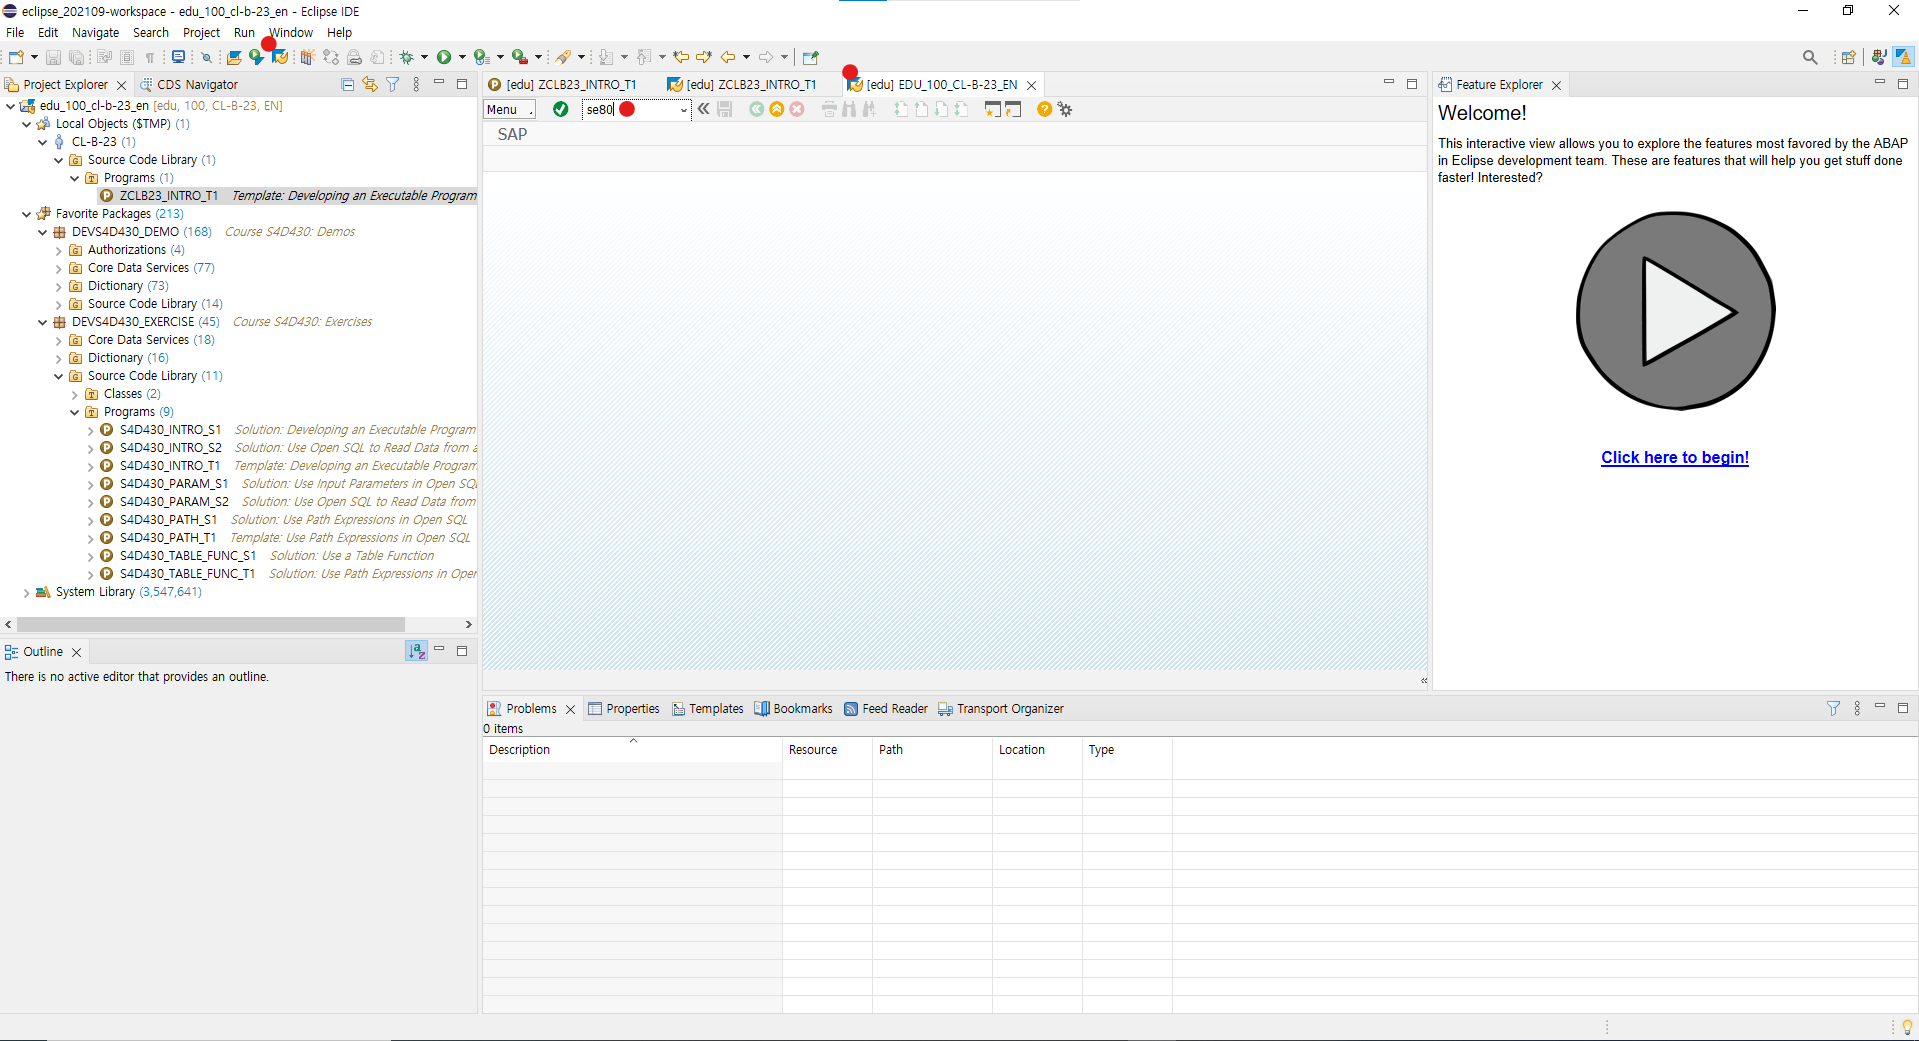 eclipse_202109-workspace - edu_100_cl-b-23_en - Eclipse IDE
File Edit Navigate Search Project Run Window Help
Project Explorer CDS Navigator
edu_100_cl-b-23_en [edu, 100, CL-B-23, EN]
Local Objects ($TMP) (1)
CL-B-23 (1)
Source Code Library (1)
Programs (1)
ZCLB23_INTRO_T1 Template: Developing an Executable Program
Favorite Packages (213)
DEVS4D430_DEMO (168) Course S4D430: Demos
Authorizations (4)
Core Data Services (77)
Dictionary (73)
Source Code Library (14)
DEVS4D430_EXERCISE (45) Course S4D430: Exercises
Core Data Services (18)
Dictionary (16)
Source Code Library (11)
Classes (2)
Programs (9)
S4D430_INTRO_S1 Solution: Developing an Executable Program
S4D430_INTRO_S2 Solution: Use Open SQL to Read Data from a
S4D430_INTRO_T1 Template: Developing an Executable Program
S4D430_PARAM_S1 Solution: Use Input Parameters in Open SQL
S4D430_PARAM_S2 Solution: Use Open SQL to Read Data from
S4D430_PATH_S1 Solution: Use Path Expressions in Open SQL
S4D430_PATH_T1 Template: Use Path Expressions in Open SQL
S4D430_TABLE_FUNC_S1 Solution: Use a Table Function
S4D430_TABLE_FUNC_T1 Solution: Use Path Expressions in Oper
System Library (3,547,641)
Outline
There is no active editor that provides an outline.
[edu] ZCLB23_INTRO_T1 [edu] ZCLB23_INTRO_T1 [edu] EDU_100_CL-B-23_EN
Menu se80
SAP
Feature Explorer
Welcome!
This interactive view allows you to explore the features most favored by the ABAP
in Eclipse development team. These are features that will help you get stuff done
faster! Interested?
Click here to begin!
Problems Properties Templates Bookmarks Feed Reader Transport Organizer
0 items
Description Resource Path Location Type